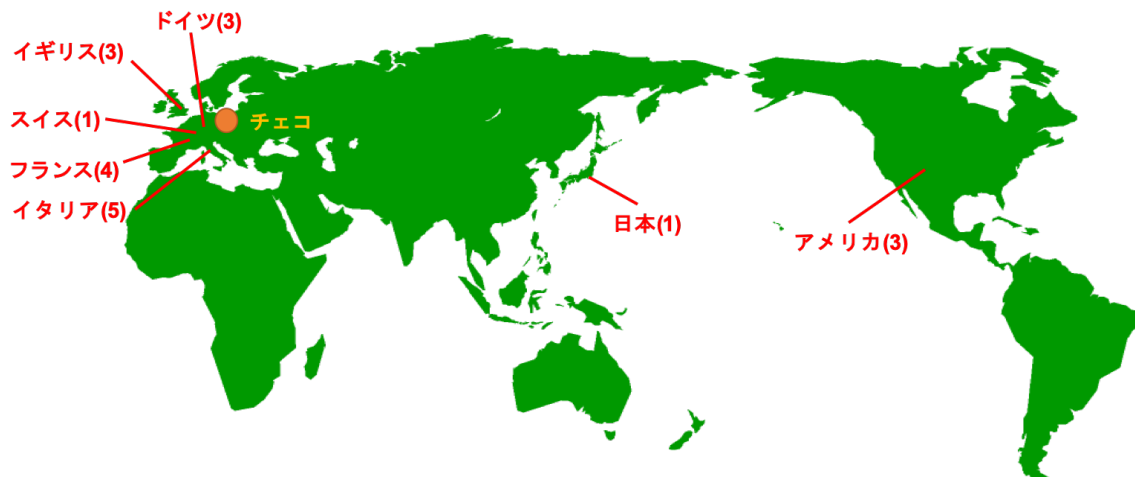 ドイツ(3)
イギリス(3)
スイス(1)
チェコ
フランス(4)
イタリア(5)
日本(1)
アメリカ(3)